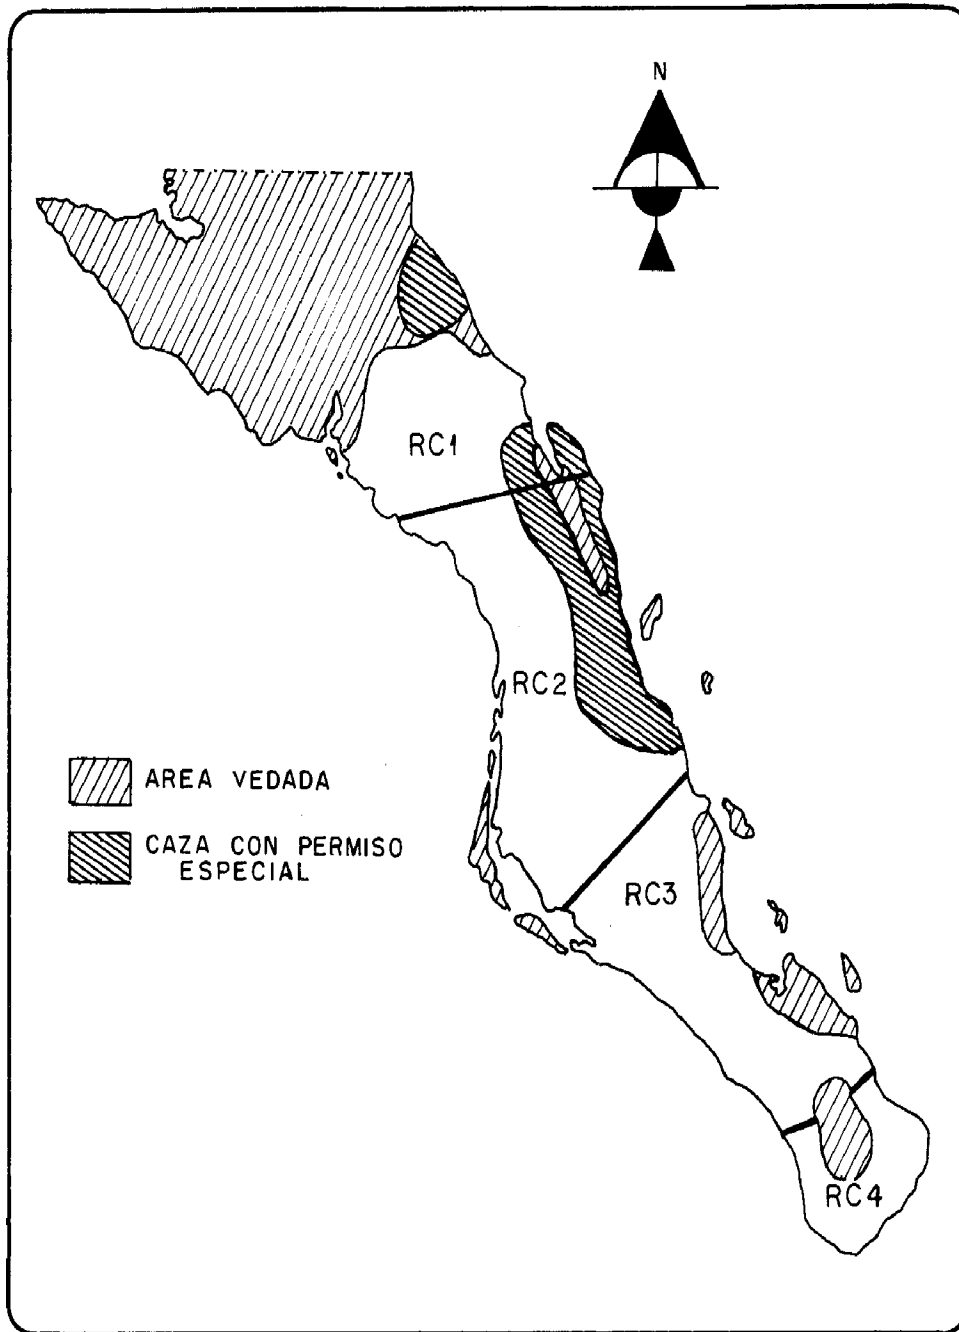 N
RC1
RC2
AREA VEDADA
CAZA CON PERMISO
ESPECIAL
RC3
RC4